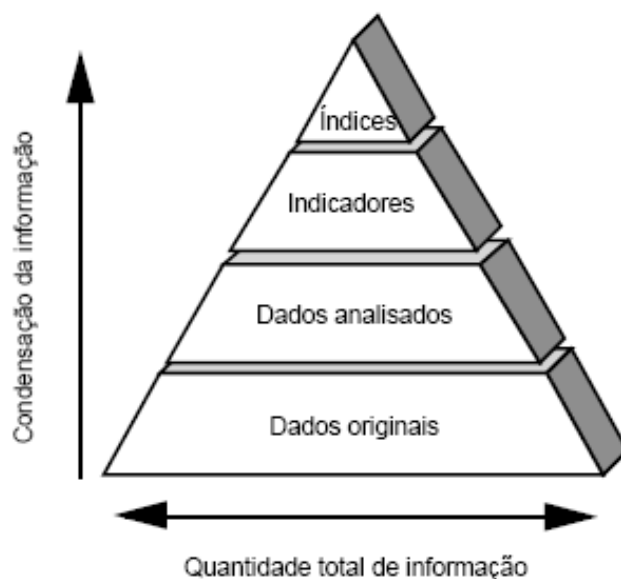 Condensação da informação
Índices
Indicadores
Dados analisados
Dados originais
Quantidade total de informação